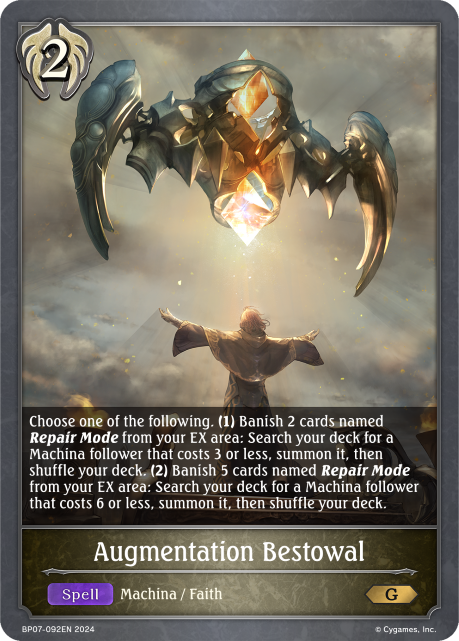 2
Choose one of the following. (1) Banish 2 cards named
Repair Mode from your EX area: Search your deck for a
Machina follower that costs 3 or less, summon it, then
shuffle your deck. (2) Banish 5 cards named Repair Mode
from your EX area: Search your deck for a Machina follower
that costs 6 or less, summon it, then shuffle your deck.
Augmentation Bestowal
Spell Machina / Faith G
BP07-092EN 2024 © Cygames, Inc.